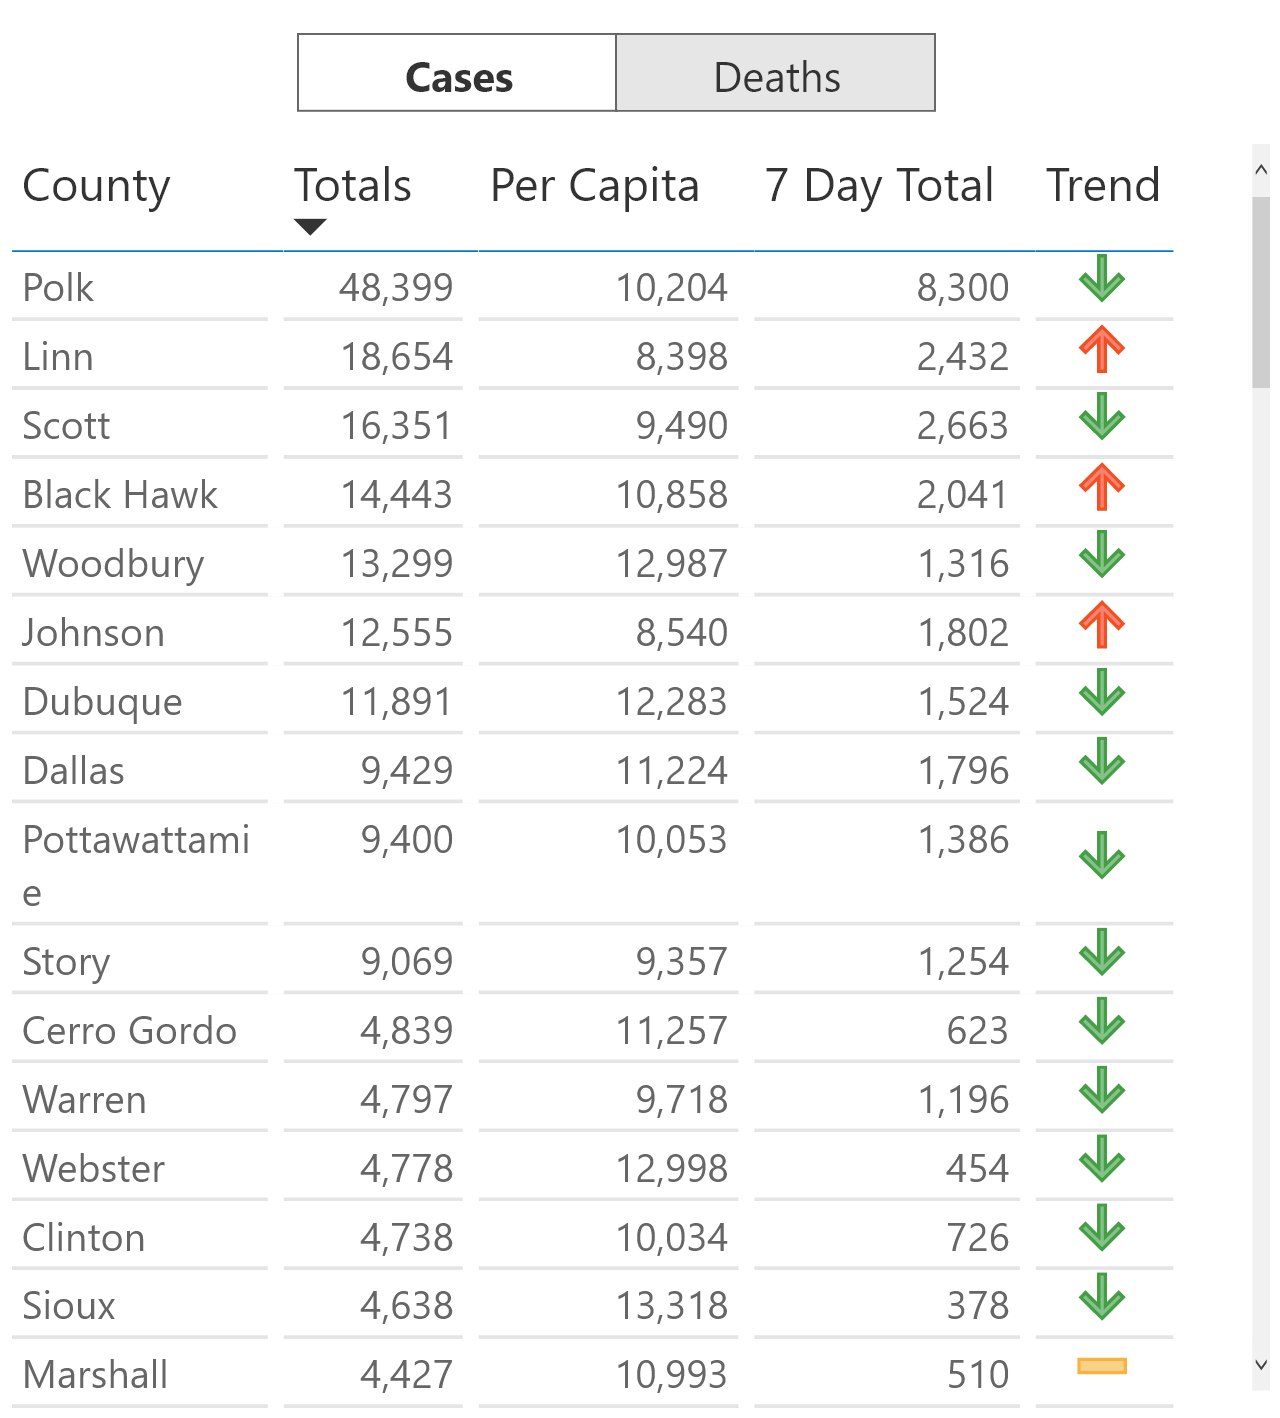 Cases Deaths
County Totals Per Capita 7 Day Total Trend
Polk 48,399 10,204 8,300
Linn 18,654 8,398 2,432
Scott 16,351 9,490 2,663
Black Hawk 14,443 10,858 2,041
Woodbury 13,299 12,987 1,316
Johnson 12,555 8,540 1,802
Dubuque 11,891 12,283 1,524
Dallas 9,429 11,224 1,796
Pottawattami 9,400 10,053 1,386
e
Story 9,069 9,357 1,254
Cerro Gordo 4,839 11,257 623
Warren 4,797 9,718 1,196
Webster 4,778 12,998 454
Clinton 4,738 10,034 726
Sioux 4,638 13,318 378
Marshall 4,427 10,993 510